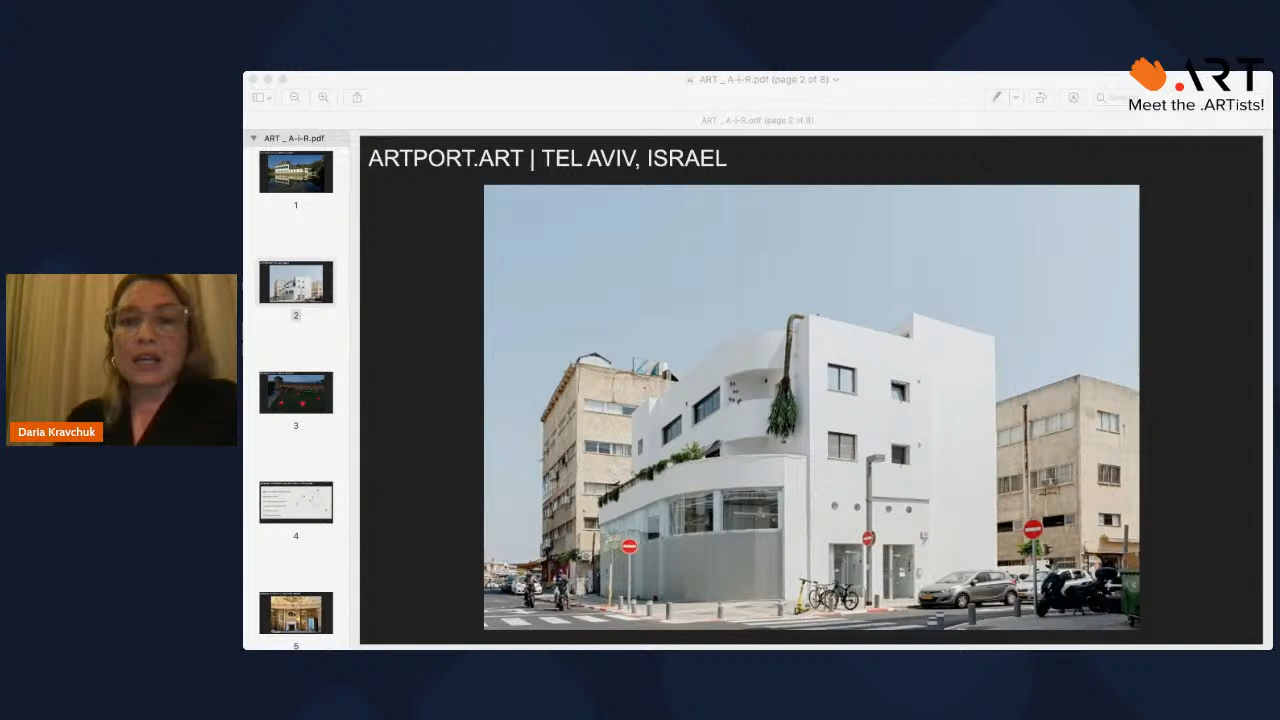 ART _ A-i-R.pdf (page 2 of 8)
.ART
Meet the .ARTists!
ART _ A-i-R.pdf (page 2 of 8)
ART _ A-i-R.pdf
ARTPORT.ART | TEL AVIV, ISRAEL
1
2
3
4
5
Daria Kravchuk